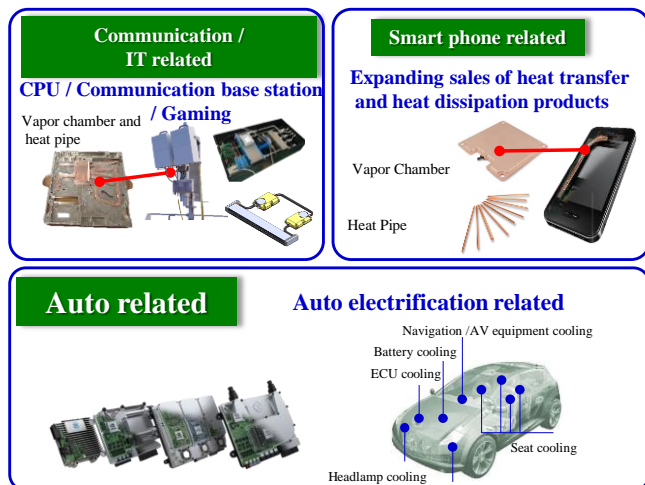 Communication /
IT related
CPU / Communication base station
/ Gaming
Vapor chamber and
heat pipe
Smart phone related
Expanding sales of heat transfer
and heat dissipation products
Vapor Chamber
Heat Pipe
Auto related
Auto electrification related
Navigation /AV equipment cooling
Battery cooling
ECU cooling
Seat cooling
Headlamp cooling